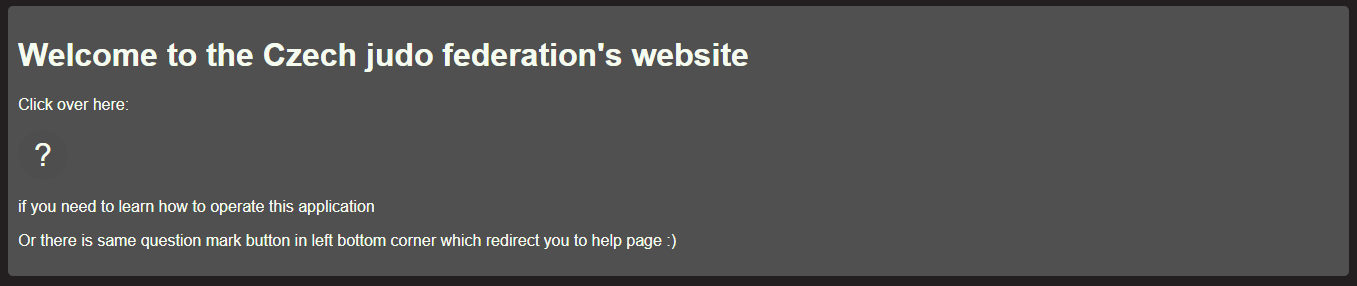 Welcome to the Czech judo federation's website
Click over here:
?
if you need to learn how to operate this application
Or there is same question mark button in left bottom corner which redirect you to help page :)